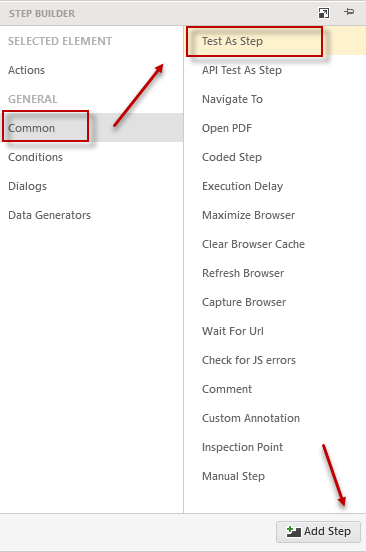 STEP BUILDER
SELECTED ELEMENT
Actions
GENERAL
Common
Conditions
Dialogs
Data Generators
Test As Step
API Test As Step
Navigate To
Open PDF
Coded Step
Execution Delay
Maximize Browser
Clear Browser Cache
Refresh Browser
Capture Browser
Wait For Url
Check for JS errors
Comment
Custom Annotation
Inspection Point
Manual Step
Add Step